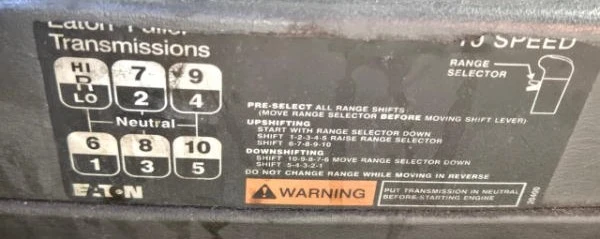 Eaton Fuller
Transmissions
HI R LO
7 2
9 4
Neutral
6 1
8 3
10 5
EATON
SPEED
RANGE
SELECTOR
PRE-SELECT ALL RANGE SHIFTS
(MOVE RANGE SELECTOR BEFORE MOVING SHIFT LEVER)
UPSHIFTING
START WITH RANGE SELECTOR DOWN
SHIFT 1-2-3-4-5 RAISE RANGE SELECTOR
SHIFT 6-7-8-9-10
DOWNSHIFTING
SHIFT 10-9-8-7-6 MOVE RANGE SELECTOR DOWN
SHIFT 5-4-3-2-1
DO NOT CHANGE RANGE WHILE MOVING IN REVERSE
WARNING
PUT TRANSMISSION IN NEUTRAL
BEFORE STARTING ENGINE